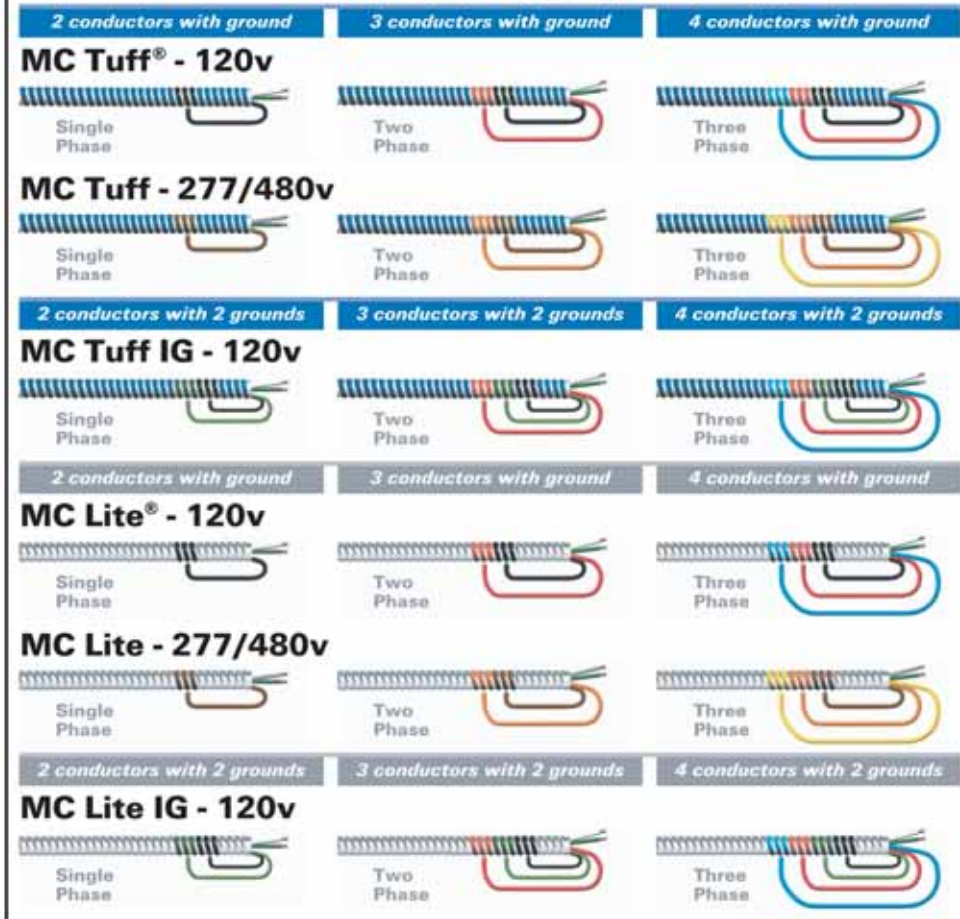 2 conductors with ground 3 conductors with ground 4 conductors with ground
MC Tuff® - 120v
Single Phase
Two Phase
Three Phase
MC Tuff - 277/480v
Single Phase
Two Phase
Three Phase
2 conductors with 2 grounds 3 conductors with 2 grounds 4 conductors with 2 grounds
MC Tuff IG - 120v
Single Phase
Two Phase
Three Phase
2 conductors with ground 3 conductors with ground 4 conductors with ground
MC Lite® - 120v
Single Phase
Two Phase
Three Phase
MC Lite - 277/480v
Single Phase
Two Phase
Three Phase
2 conductors with 2 grounds 3 conductors with 2 grounds 4 conductors with 2 grounds
MC Lite IG - 120v
Single Phase
Two Phase
Three Phase